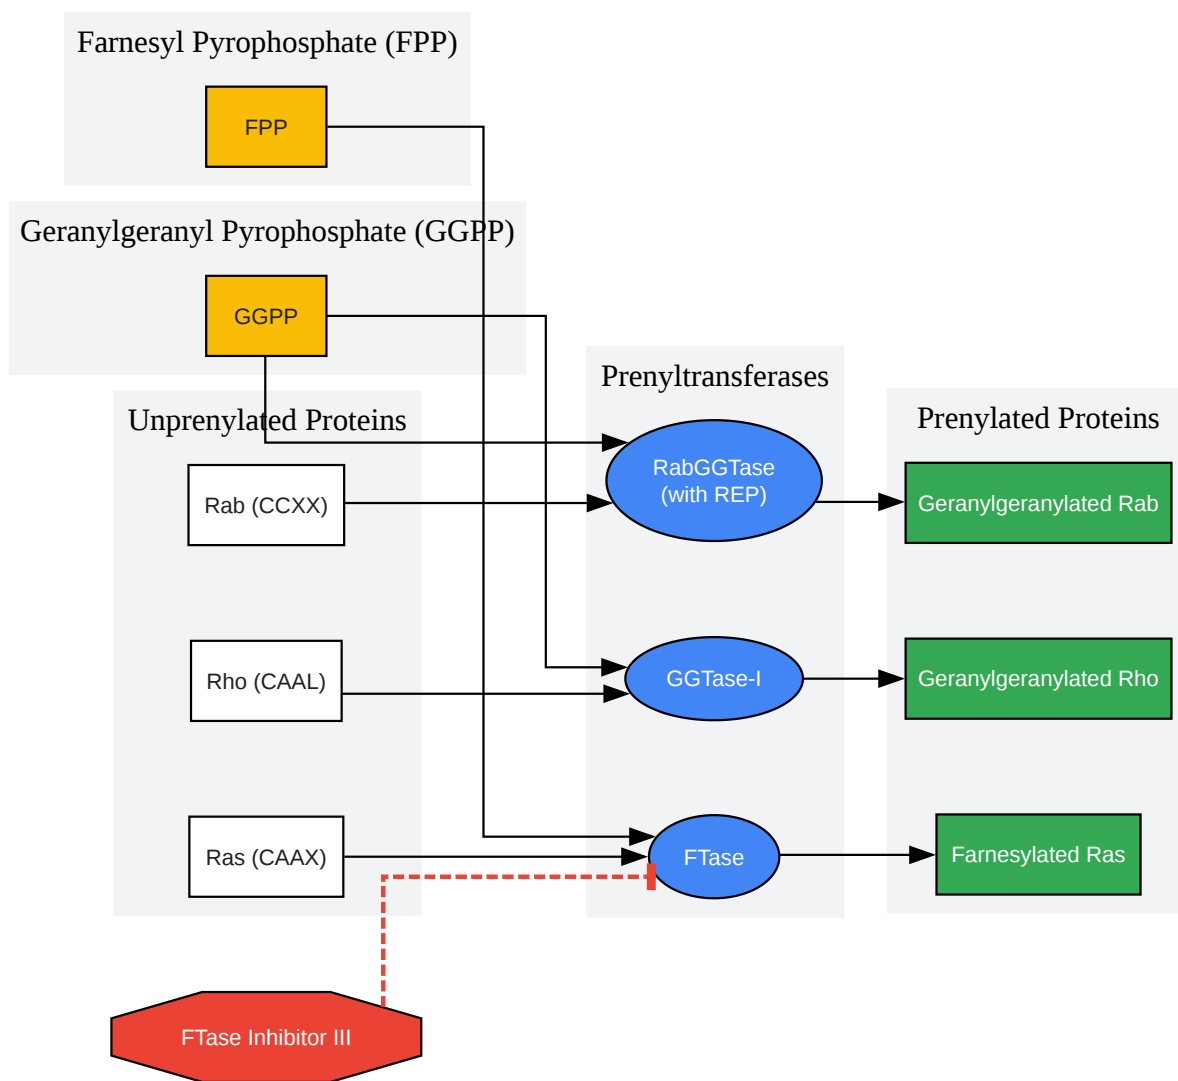 Farnesyl Pyrophosphate (FPP)
FPP
Geranylgeranyl Pyrophosphate (GGPP)
GGPP
Unprenylated Proteins
Rab (CCXX)
Rho (CAAL)
Ras (CAAX)
Prenyltransferases
RabGGTase
(with REP)
GGTase-I
FTase
Prenylated Proteins
Geranylgeranylated Rab
Geranylgeranylated Rho
Farnesylated Ras
FTase Inhibitor III